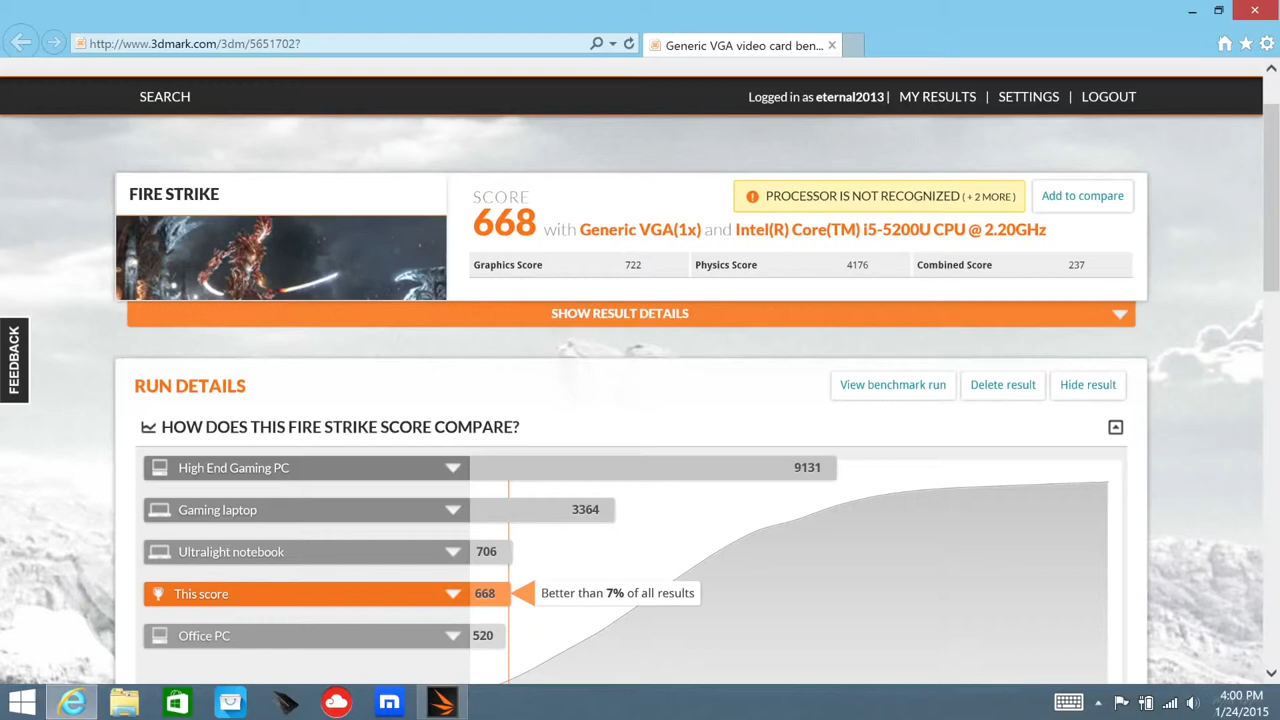 http://www.3dmark.com/3dm/5651702?
Generic VGA video card ben...
SEARCH
Logged in as eternal2013 | MY RESULTS | SETTINGS | LOGOUT
FIRE STRIKE
SCORE
668 with Generic VGA(1x) and Intel(R) Core(TM) i5-5200U CPU @ 2.20GHz
PROCESSOR IS NOT RECOGNIZED ( + 2 MORE )
Add to compare
Graphics Score 722 Physics Score 4176 Combined Score 237
SHOW RESULT DETAILS
FEEDBACK
RUN DETAILS
View benchmark run
Delete result
Hide result
HOW DOES THIS FIRE STRIKE SCORE COMPARE?
High End Gaming PC 9131
Gaming laptop 3364
Ultralight notebook 706
This score 668 Better than 7% of all results
Office PC 520
4:00 PM
1/24/2015